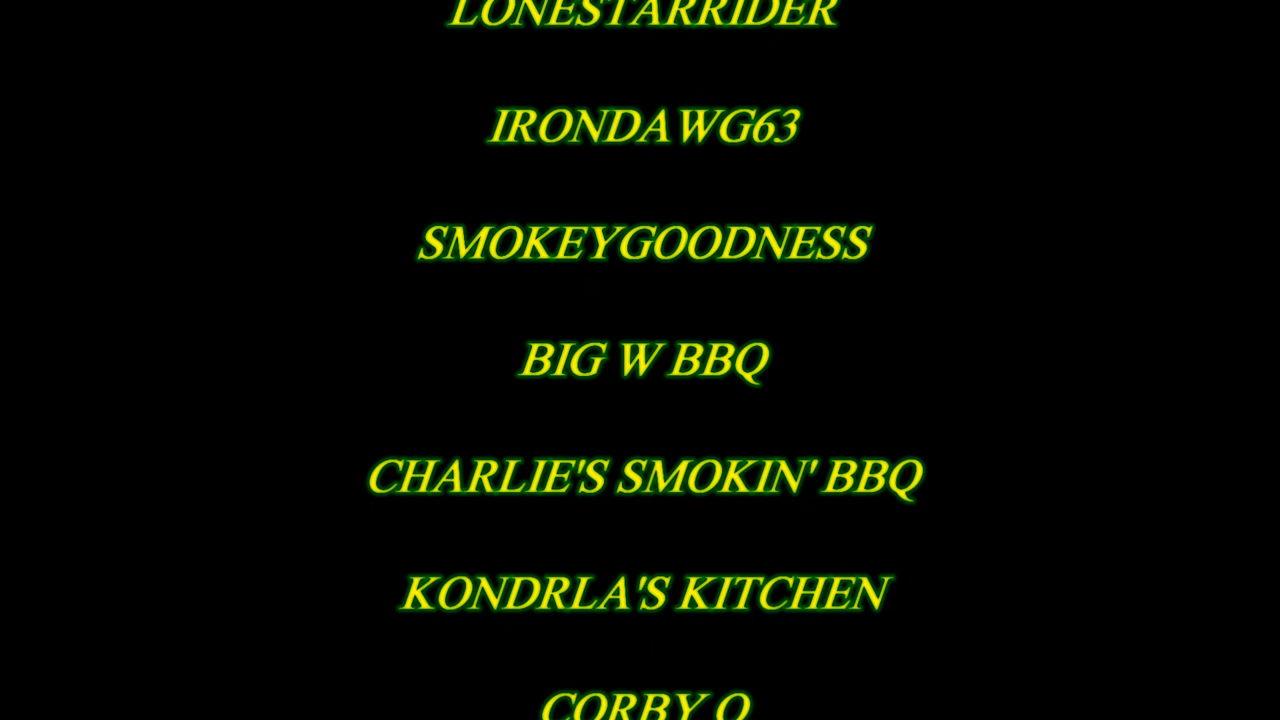 LONESTARRIDER
IRONDAWG63
SMOKEYGOODNESS
BIG W BBQ
CHARLIE'S SMOKIN' BBQ
KONDRLA'S KITCHEN
CORBY Q